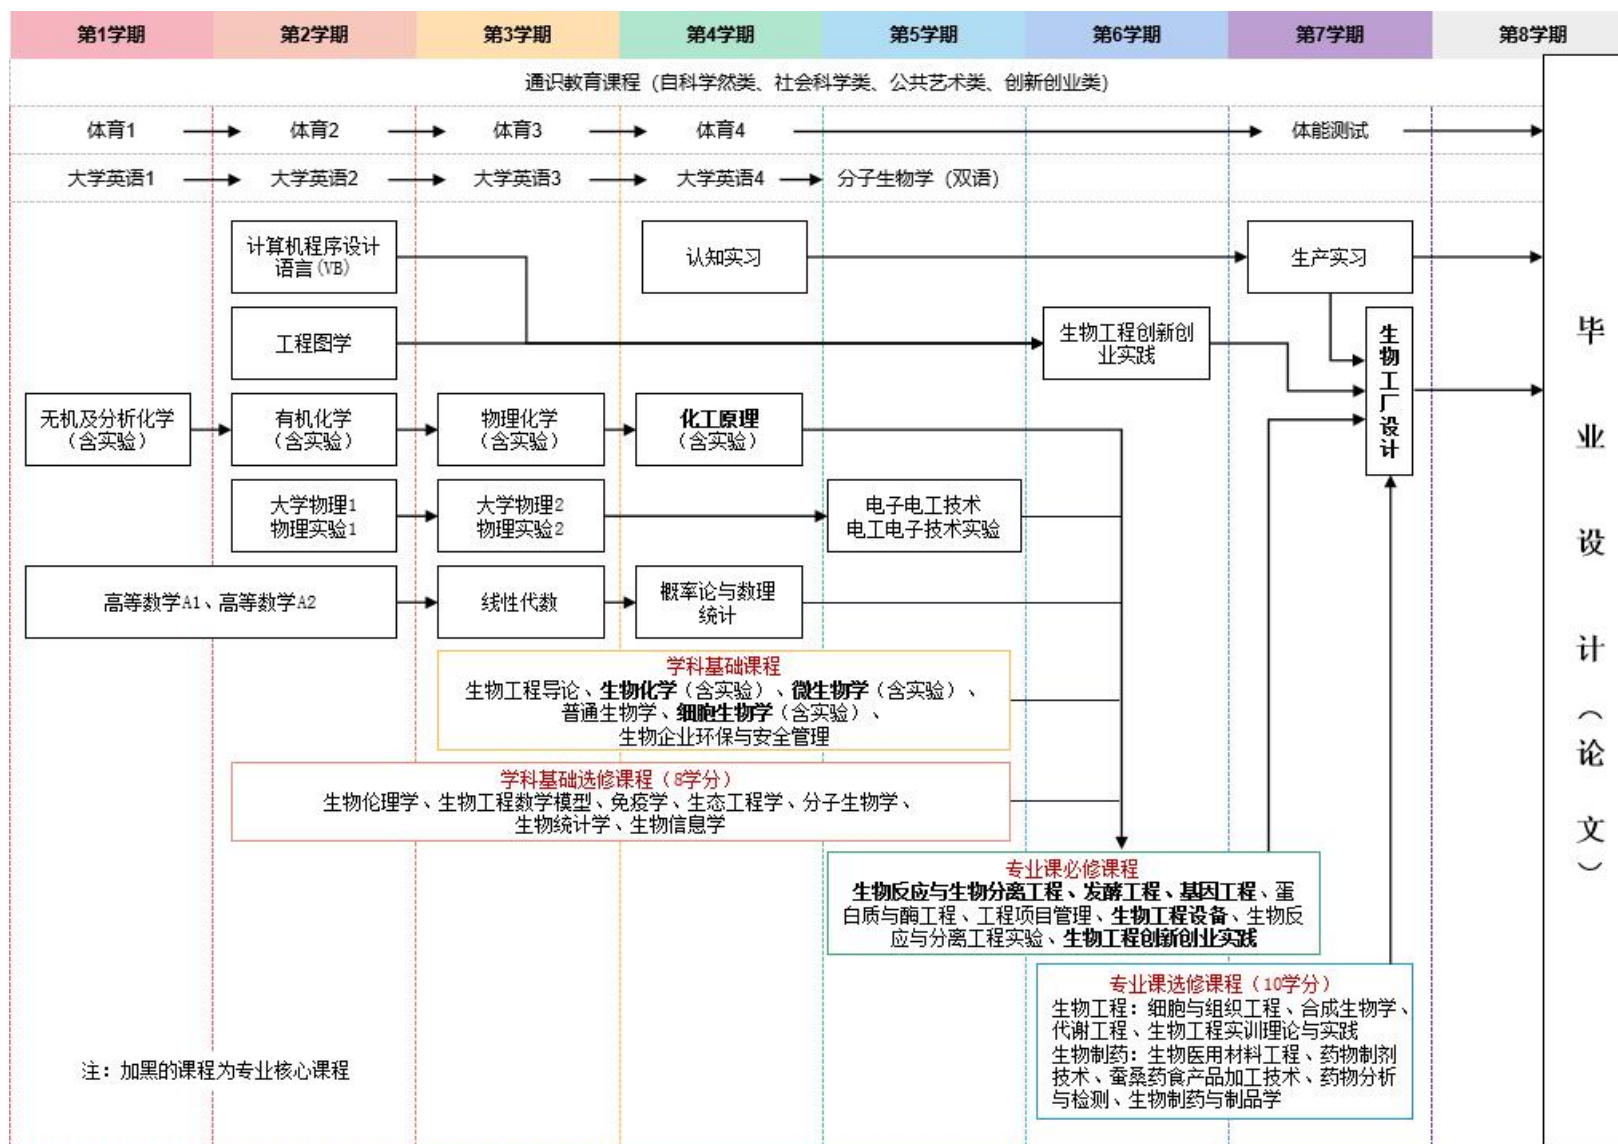 第1学期 第2学期 第3学期 第4学期 第5学期 第6学期 第7学期 第8学期
通识教育课程（自科学然类、社会科学类、公共艺术类、创新创业类）
体育1 体育2 体育3 体育4 体能测试
大学英语1 大学英语2 大学英语3 大学英语4 分子生物学（双语）
计算机程序设计
语言(VB)
认知实习
生产实习
工程图学
生物工程创新创
业实践
生物工厂设计
无机及分析化学
（含实验）
有机化学
（含实验）
物理化学
（含实验）
化工原理
（含实验）
大学物理1
物理实验1
大学物理2
物理实验2
电子电工技术
电工电子技术实验
高等数学A1、高等数学A2
线性代数
概率论与数理
统计
学科基础课程
生物工程导论、生物化学（含实验）、微生物学（含实验）、
普通生物学、细胞生物学（含实验）、
生物企业环保与安全管理
学科基础选修课程（8学分）
生物伦理学、生物工程数学模型、免疫学、生态工程学、分子生物学、
生物统计学、生物信息学
专业课必修课程
生物反应与生物分离工程、发酵工程、基因工程、蛋
白质与酶工程、工程项目管理、生物工程设备、生物反
应与分离工程实验、生物工程创新创业实践
专业课选修课程（10学分）
生物工程：细胞与组织工程、合成生物学、
代谢工程、生物工程实训理论与实践
生物制药：生物医用材料工程、药物制剂
技术、蚕桑药食产品加工技术、药物分析
与检测、生物制药与制品学
毕业设计（论文）
注：加黑的课程为专业核心课程